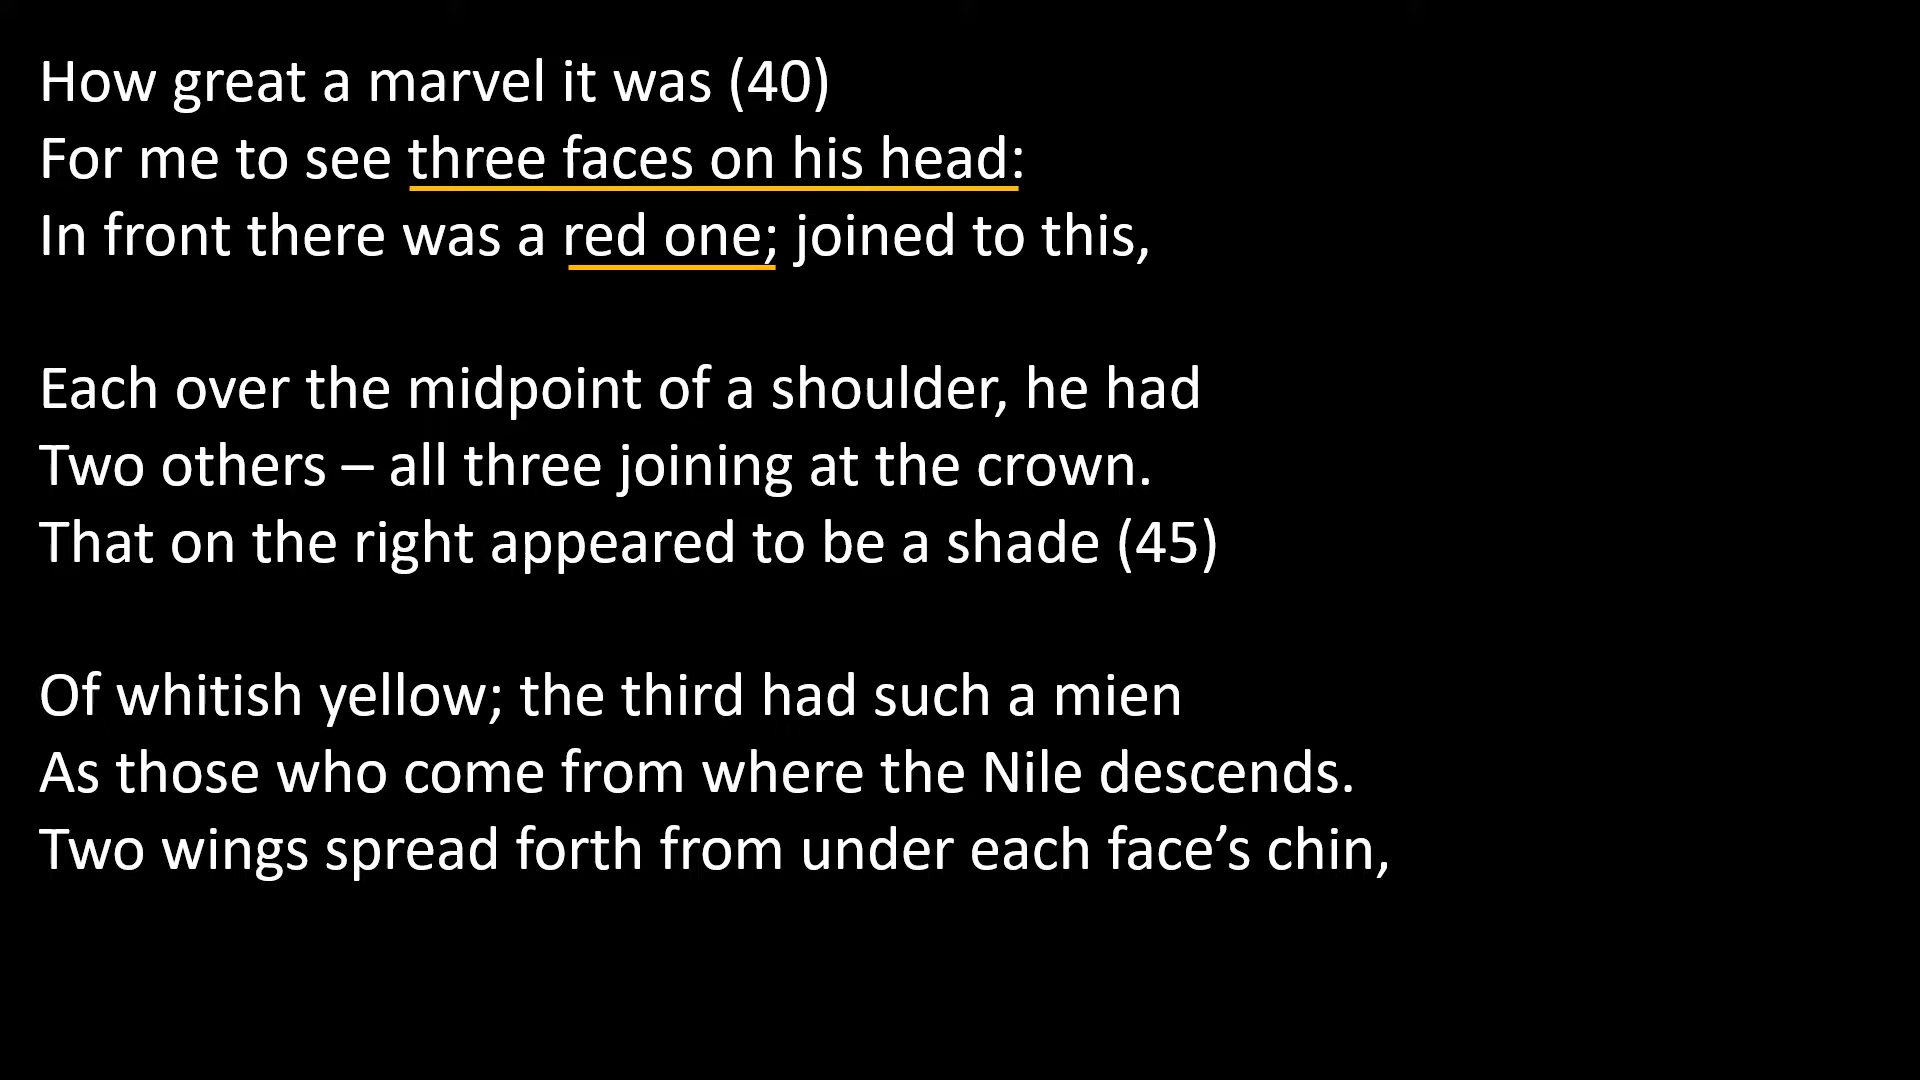 How great a marvel it was (40)
For me to see three faces on his head:
In front there was a red one; joined to this,
Each over the midpoint of a shoulder, he had
Two others – all three joining at the crown.
That on the right appeared to be a shade (45)
Of whitish yellow; the third had such a mien
As those who come from where the Nile descends.
Two wings spread forth from under each face’s chin,